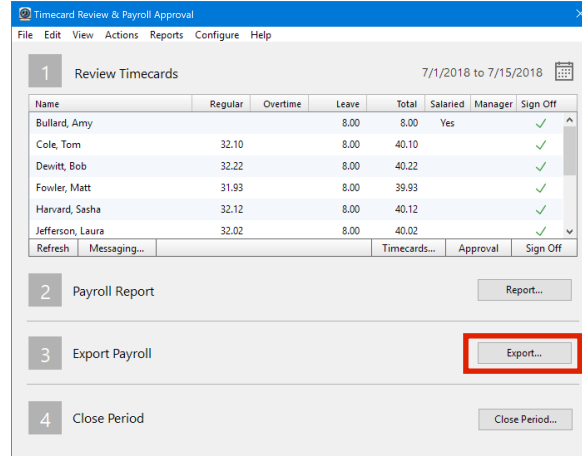 Timecard Review & Payroll Approval
File Edit View Actions Reports Configure Help
1 Review Timecards 7/1/2018 to 7/15/2018
Name Regular Overtime Leave Total Salaried Manager Sign Off
Bullard, Amy 8.00 8.00 Yes
Cole, Tom 32.10 8.00 40.10
Dewitt, Bob 32.22 8.00 40.22
Fowler, Matt 31.93 8.00 39.93
Harvard, Sasha 32.12 8.00 40.12
Jefferson, Laura 32.02 8.00 40.02
Refresh Messaging... Timecards... Approval Sign Off
2 Payroll Report Report...
3 Export Payroll Export...
4 Close Period Close Period...